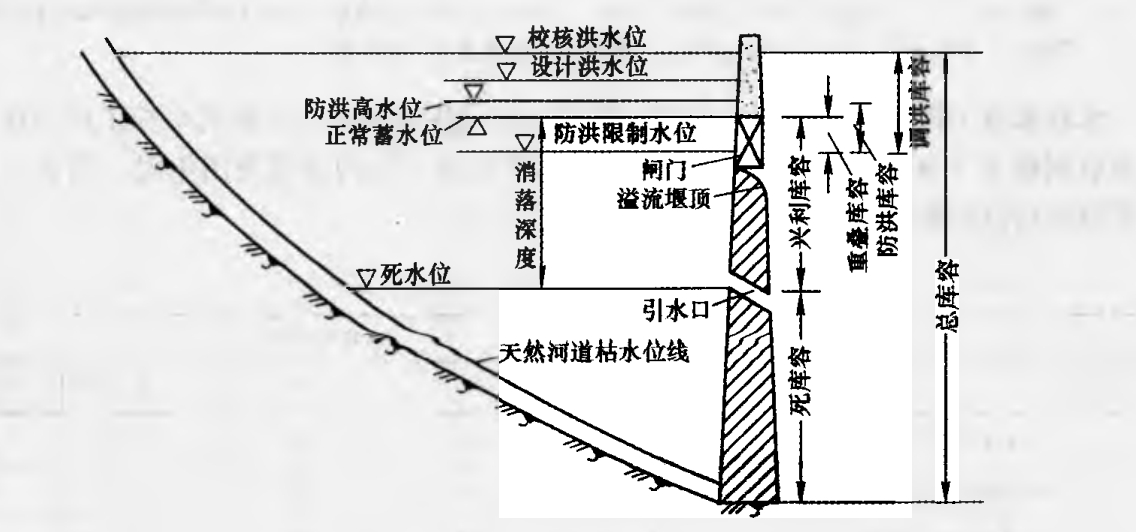 校核洪水位
设计洪水位
防洪高水位
正常蓄水位
防洪限制水位
闸门
溢流堰顶
消落深度
死水位
引水口
天然河道枯水位线
兴利库容
死库容
重叠库容
防洪库容
调洪库容
总库容